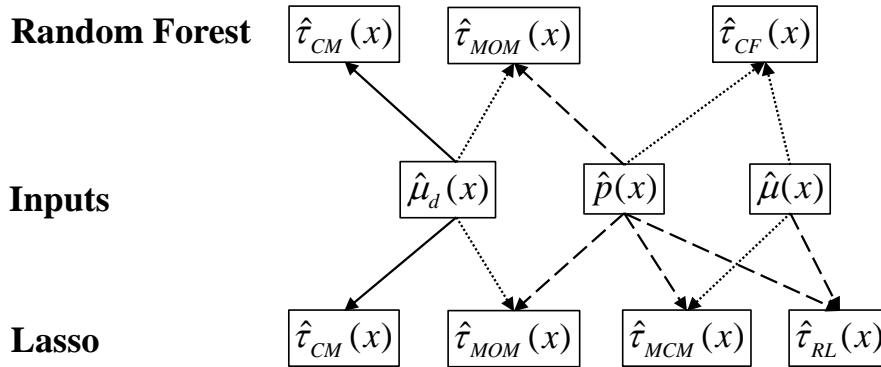 Random Forest τ̂_CM(x) τ̂_MOM(x) τ̂_CF(x)
Inputs μ̂_d(x) p̂(x) μ̂(x)
Lasso τ̂_CM(x) τ̂_MOM(x) τ̂_MCM(x) τ̂_RL(x)